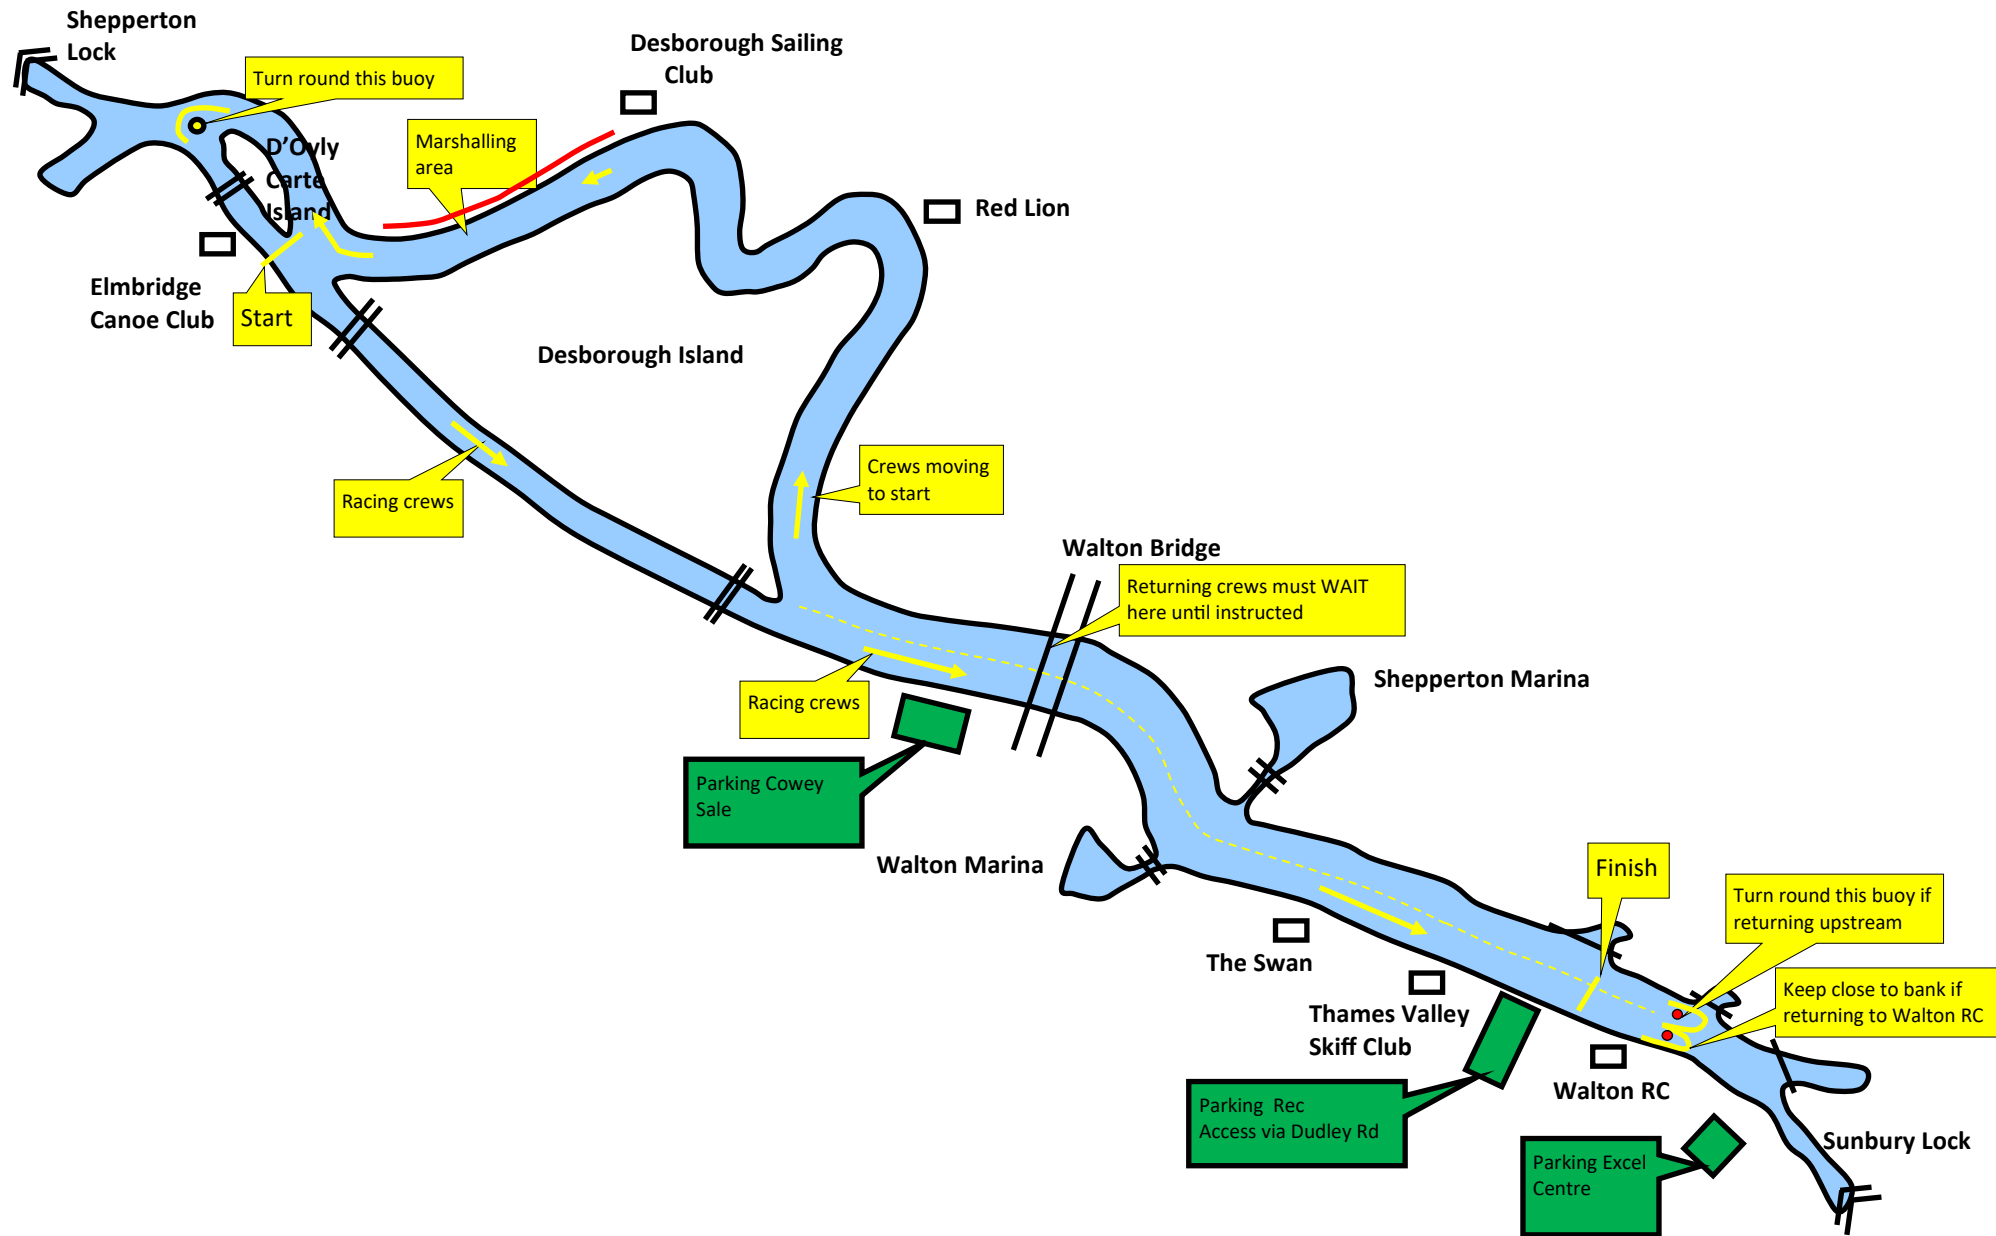 Shepperton
Lock
Turn round this buoy
Desborough Sailing
Club
D'Oyly
Carte
Island
Marshalling
area
Red Lion
Elmbridge
Canoe Club
Start
Desborough Island
Racing crews
Crews moving
to start
Walton Bridge
Returning crews must WAIT
here until instructed
Racing crews
Shepperton Marina
Parking Cowey
Sale
Walton Marina
Finish
Turn round this buoy if
returning upstream
The Swan
Keep close to bank if
returning to Walton RC
Thames Valley
Skiff Club
Walton RC
Parking  Rec
Access via Dudley Rd
Sunbury Lock
Parking Excel
Centre